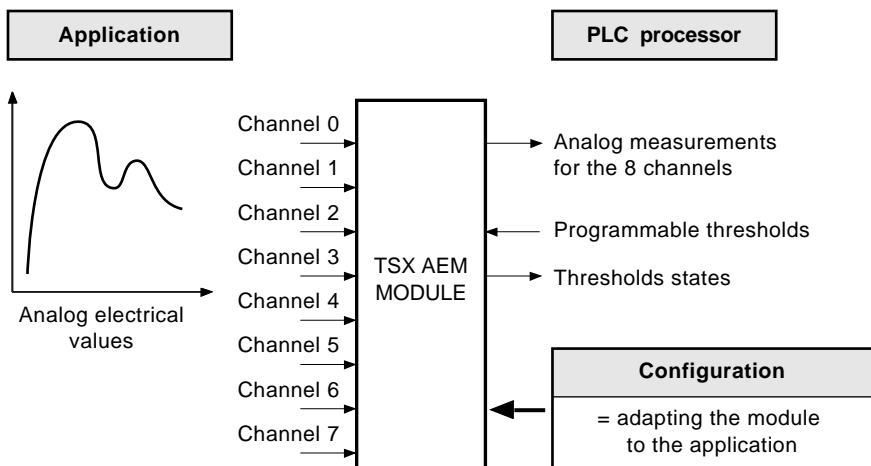 Application
PLC processor
Analog electrical
values
Channel 0
Channel 1
Channel 2
Channel 3
Channel 4
Channel 5
Channel 6
Channel 7
TSX AEM
MODULE
Analog measurements
for the 8 channels
Programmable thresholds
Thresholds states
Configuration
= adapting the module
to the application